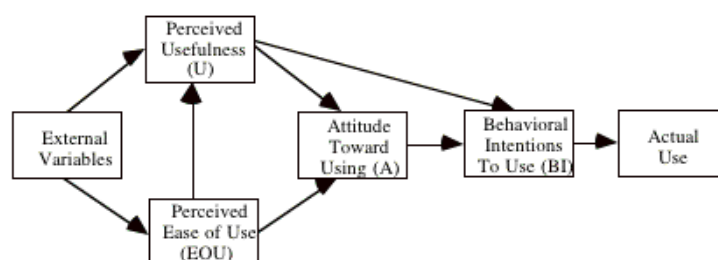 Perceived
Usefulness
(U)
External
Variables
Attitude
Toward
Using (A)
Behavioral
Intentions
To Use (BI)
Actual
Use
Perceived
Ease of Use
(EOU)